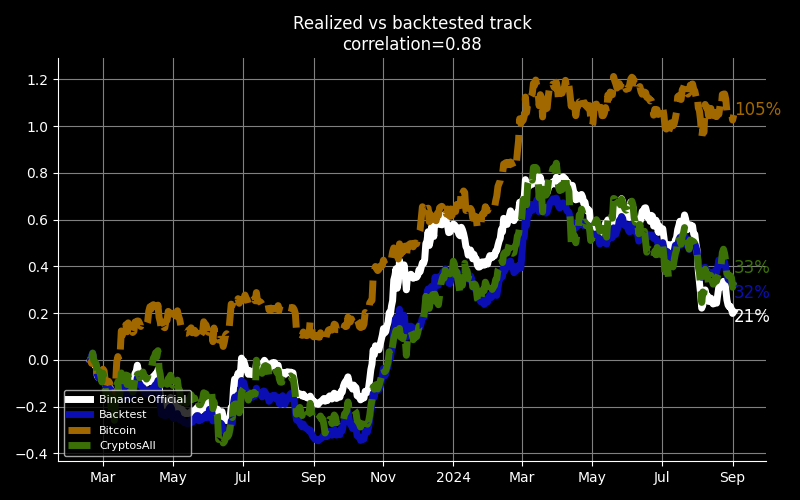 Realized vs backtested track
correlation=0.88
1.2
1.0
0.8
0.6
0.4
0.2
0.0
−0.2
−0.4
105%
33%
32%
21%
Binance Official
Backtest
Bitcoin
CryptosAll
Mar May Jul Sep Nov 2024 Mar May Jul Sep